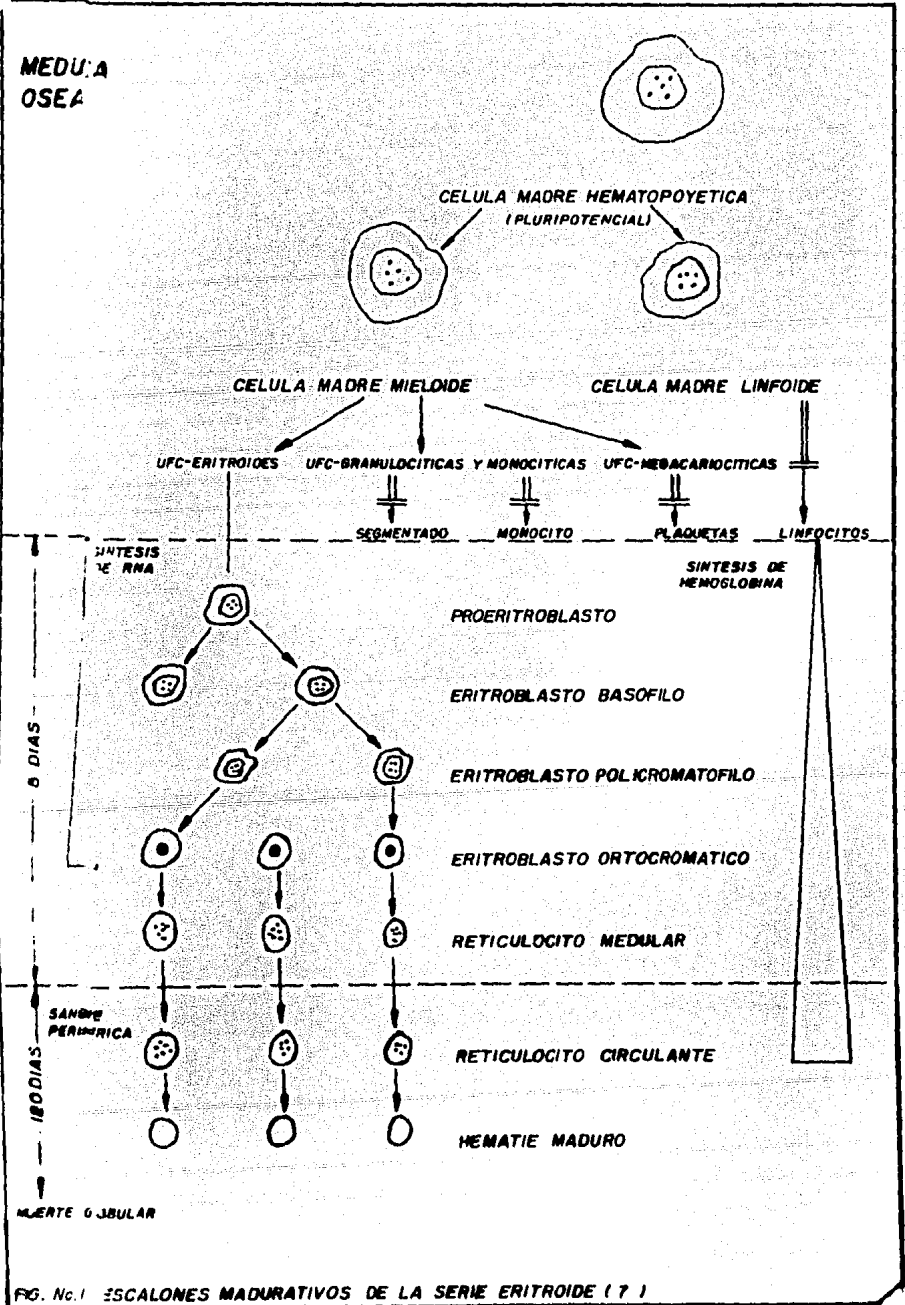 MEDULA
OSEA
CELULA MADRE HEMATOPOYETICA
(PLURIPOTENCIAL)
CELULA MADRE MIELOIDE
CELULA MADRE LINFOIDE
UFC-ERITROIDES
UFC-GRANULOCITICAS Y MONOCITICAS
UFC-MEGACARIOCITICAS
SEGMENTADO
MONOCITO
PLAQUETAS
LINFOCITOS
SINTESIS
DE RNA
SINTESIS DE
HEMOGLOBINA
PROERITROBLASTO
ERITROBLASTO BASOFILO
ERITROBLASTO POLICROMATOFILO
ERITROBLASTO ORTOCROMATICO
RETICULOCITO MEDULAR
DIAS
SANGRE
PERIFERICA
RETICULOCITO CIRCULANTE
120 DIAS
HEMATIE MADURO
MUERTE GLOBULAR
FIG. No.1 ESCALONES MADURATIVOS DE LA SERIE ERITROIDE (7)